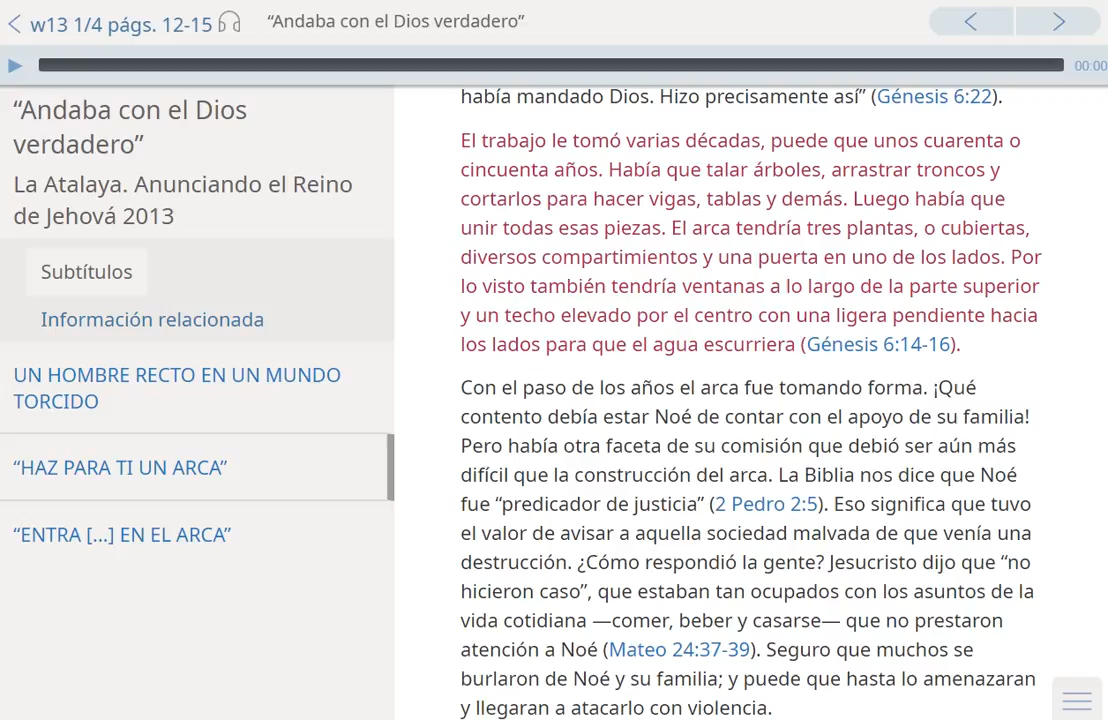 w13 1/4 págs. 12-15
“Andaba con el Dios verdadero”
00:00
“Andaba con el Dios
verdadero”
La Atalaya. Anunciando el Reino
de Jehová 2013
Subtítulos
Información relacionada
UN HOMBRE RECTO EN UN MUNDO
TORCIDO
“HAZ PARA TI UN ARCA”
“ENTRA [...] EN EL ARCA”
había mandado Dios. Hizo precisamente así” (Génesis 6:22).
El trabajo le tomó varias décadas, puede que unos cuarenta o
cincuenta años. Había que talar árboles, arrastrar troncos y
cortarlos para hacer vigas, tablas y demás. Luego había que
unir todas esas piezas. El arca tendría tres plantas, o cubiertas,
diversos compartimientos y una puerta en uno de los lados. Por
lo visto también tendría ventanas a lo largo de la parte superior
y un techo elevado por el centro con una ligera pendiente hacia
los lados para que el agua escurriera (Génesis 6:14-16).
Con el paso de los años el arca fue tomando forma. ¡Qué
contento debía estar Noé de contar con el apoyo de su familia!
Pero había otra faceta de su comisión que debió ser aún más
difícil que la construcción del arca. La Biblia nos dice que Noé
fue “predicador de justicia” (2 Pedro 2:5). Eso significa que tuvo
el valor de avisar a aquella sociedad malvada de que venía una
destrucción. ¿Cómo respondió la gente? Jesucristo dijo que “no
hicieron caso”, que estaban tan ocupados con los asuntos de la
vida cotidiana —comer, beber y casarse— que no prestaron
atención a Noé (Mateo 24:37-39). Seguro que muchos se
burlaron de Noé y su familia; y puede que hasta lo amenazaran
y llegaran a atacarlo con violencia.